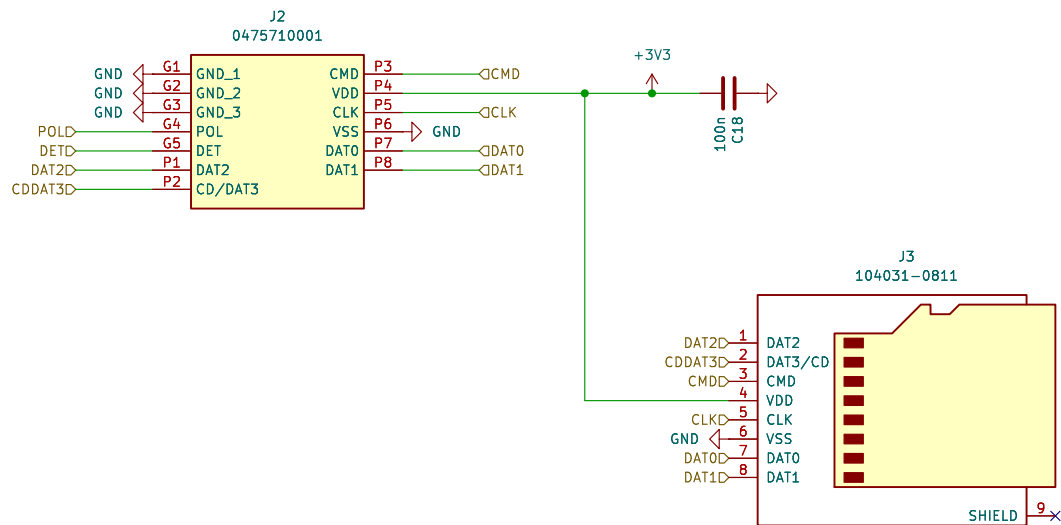 J2
0475710001
GND G1 GND_1 CMD P3 CMD
GND G2 GND_2 VDD P4
GND G3 GND_3 CLK P5 CLK
POL G4 POL VSS P6 GND
DET G5 DET DAT0 P7 DAT0
DAT2 P1 DAT2 DAT1 P8 DAT1
CDDAT3 P2 CD/DAT3
+3V3
100n
C18
J3
104031-0811
DAT2 1 DAT2
CDDAT3 2 DAT3/CD
CMD 3 CMD
4 VDD
CLK 5 CLK
GND 6 VSS
DAT0 7 DAT0
DAT1 8 DAT1
SHIELD 9